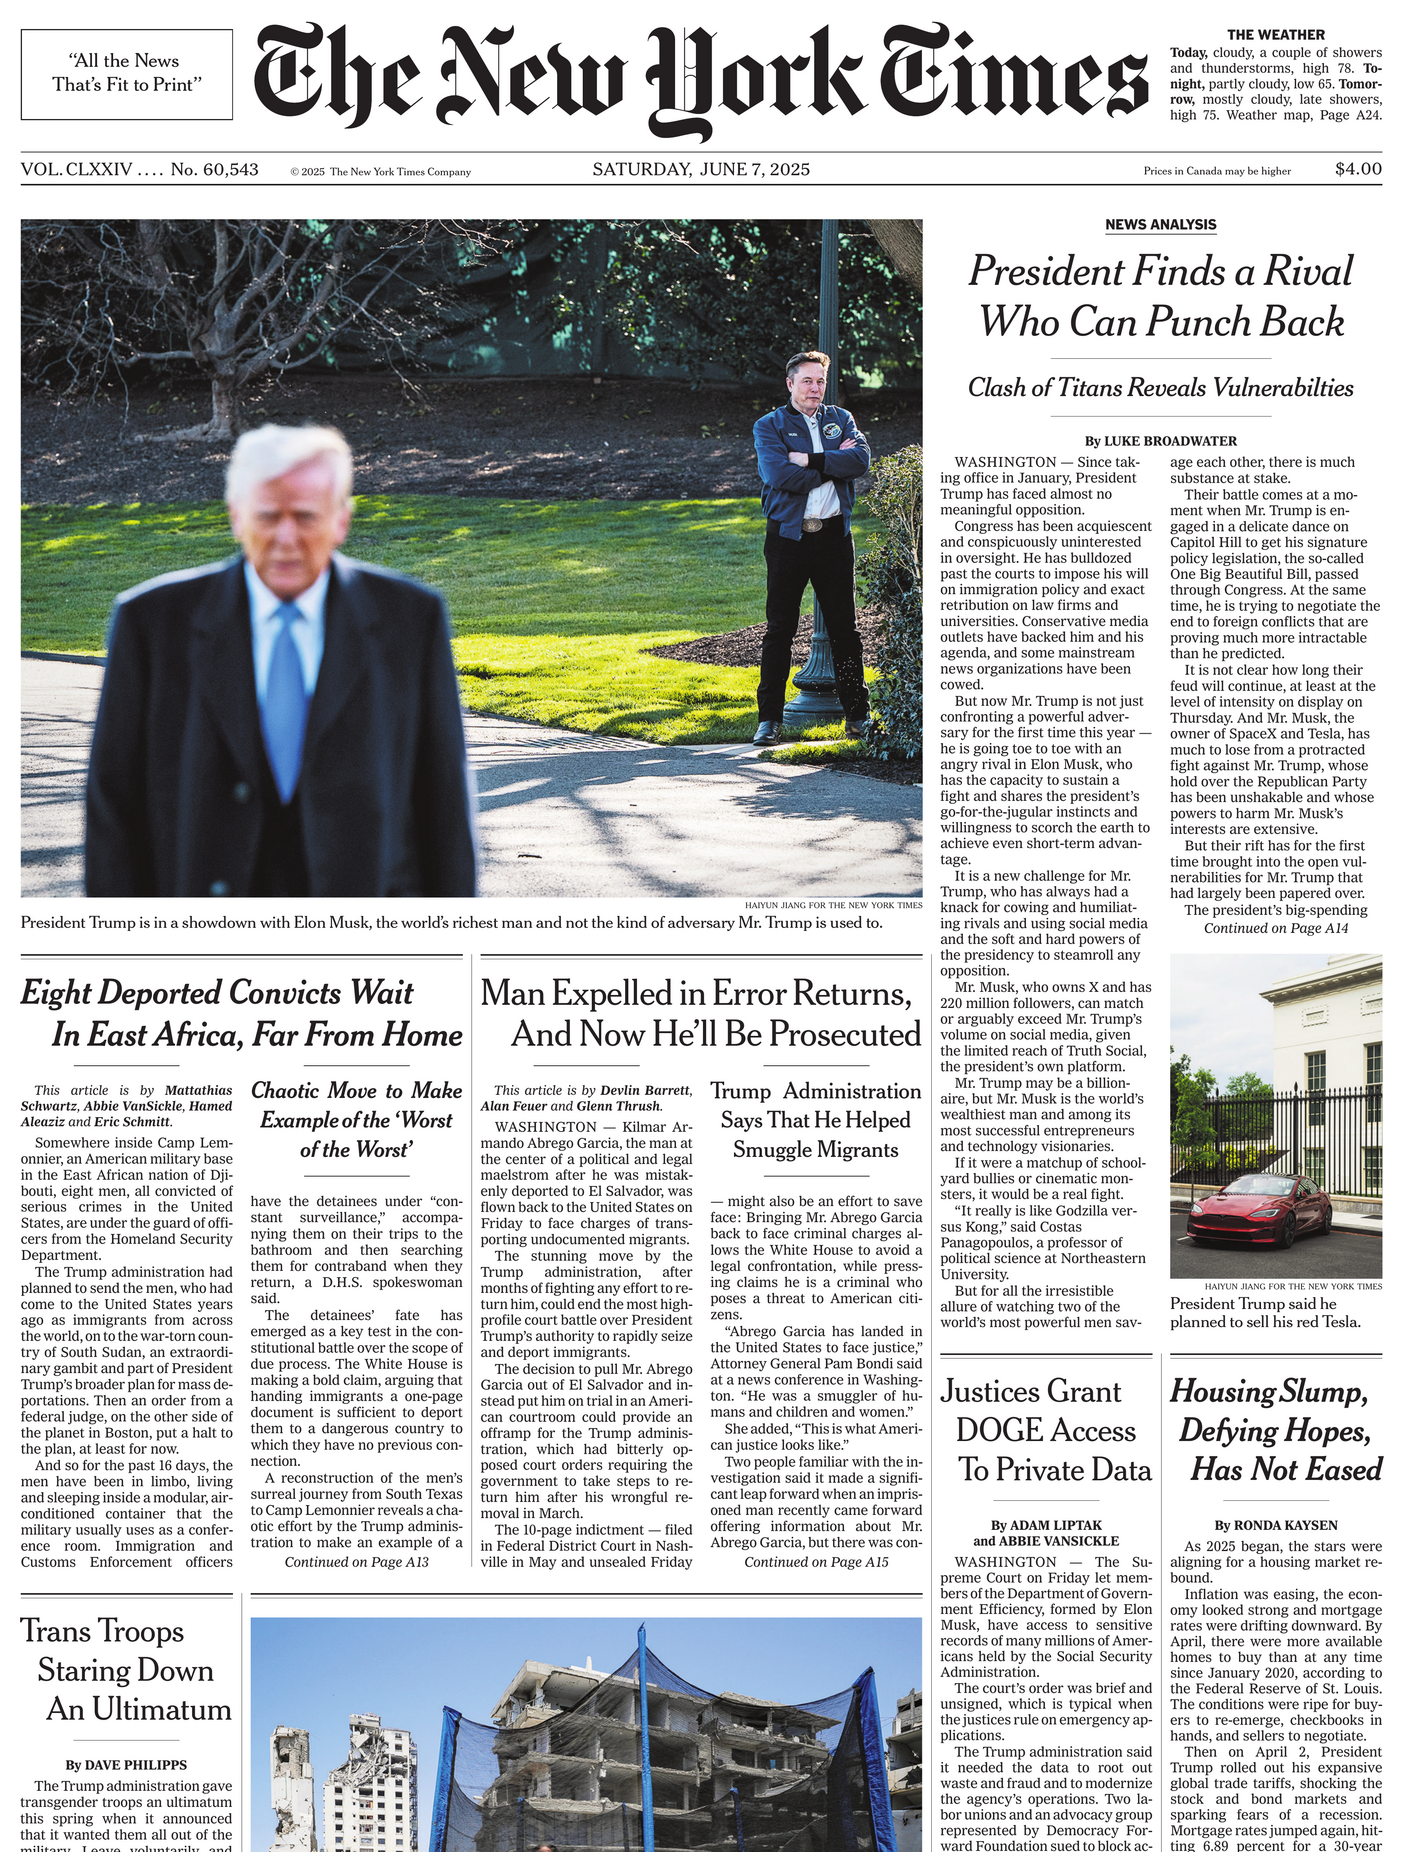 “All the News
That’s Fit to Print”
The New York Times
THE WEATHER
Today, cloudy, a couple of showers
and thunderstorms, high 78. To-
night, partly cloudy, low 65. Tomor-
row, mostly cloudy, late showers,
high 75. Weather map, Page A24.
VOL. CLXXIV .... No. 60,543
© 2025 The New York Times Company
SATURDAY, JUNE 7, 2025
Prices in Canada may be higher
$4.00
HAIYUN JIANG FOR THE NEW YORK TIMES
President Trump is in a showdown with Elon Musk, the world’s richest man and not the kind of adversary Mr. Trump is used to.
NEWS ANALYSIS
President Finds a Rival
Who Can Punch Back
Clash of Titans Reveals Vulnerabilties
By LUKE BROADWATER
WASHINGTON — Since tak-
ing office in January, President
Trump has faced almost no
meaningful opposition.
Congress has been acquiescent
and conspicuously uninterested
in oversight. He has bulldozed
past the courts to impose his will
on immigration policy and exact
retribution on law firms and
universities. Conservative media
outlets have backed him and his
agenda, and some mainstream
news organizations have been
cowed.
But now Mr. Trump is not just
confronting a powerful adver-
sary for the first time this year —
he is going toe to toe with an
angry rival in Elon Musk, who
has the capacity to sustain a
fight and shares the president’s
go-for-the-jugular instincts and
willingness to scorch the earth to
achieve even short-term advan-
tage.
It is a new challenge for Mr.
Trump, who has always had a
knack for cowing and humiliat-
ing rivals and using social media
and the soft and hard powers of
the presidency to steamroll any
opposition.
Mr. Musk, who owns X and has
220 million followers, can match
or arguably exceed Mr. Trump’s
volume on social media, given
the limited reach of Truth Social,
the president’s own platform.
Mr. Trump may be a billion-
aire, but Mr. Musk is the world’s
wealthiest man and among its
most successful entrepreneurs
and technology visionaries.
If it were a matchup of school-
yard bullies or cinematic mon-
sters, it would be a real fight.
“It really is like Godzilla ver-
sus Kong,” said Costas
Panagopoulos, a professor of
political science at Northeastern
University.
But for all the irresistible
allure of watching two of the
world’s most powerful men sav-
age each other, there is much
substance at stake.
Their battle comes at a mo-
ment when Mr. Trump is en-
gaged in a delicate dance on
Capitol Hill to get his signature
policy legislation, the so-called
One Big Beautiful Bill, passed
through Congress. At the same
time, he is trying to negotiate the
end to foreign conflicts that are
proving much more intractable
than he predicted.
It is not clear how long their
feud will continue, at least at the
level of intensity on display on
Thursday. And Mr. Musk, the
owner of SpaceX and Tesla, has
much to lose from a protracted
fight against Mr. Trump, whose
hold over the Republican Party
has been unshakable and whose
powers to harm Mr. Musk’s
interests are extensive.
But their rift has for the first
time brought into the open vul-
nerabilities for Mr. Trump that
had largely been papered over.
The president’s big-spending
Continued on Page A14
HAIYUN JIANG FOR THE NEW YORK TIMES
President Trump said he
planned to sell his red Tesla.
Eight Deported Convicts Wait
In East Africa, Far From Home
This article is by Mattathias
Schwartz, Abbie VanSickle, Hamed
Aleaziz and Eric Schmitt.
Somewhere inside Camp Lem-
onnier, an American military base
in the East African nation of Dji-
bouti, eight men, all convicted of
serious crimes in the United
States, are under the guard of offi-
cers from the Homeland Security
Department.
The Trump administration had
planned to send the men, who had
come to the United States years
ago as immigrants from across
the world, on to the war-torn coun-
try of South Sudan, an extraordi-
nary gambit and part of President
Trump’s broader plan for mass de-
portations. Then an order from a
federal judge, on the other side of
the planet in Boston, put a halt to
the plan, at least for now.
And so for the past 16 days, the
men have been in limbo, living
and sleeping inside a modular, air-
conditioned container that the
military usually uses as a confer-
ence room. Immigration and
Customs Enforcement officers
Chaotic Move to Make
Example of the ‘Worst
of the Worst’
have the detainees under “con-
stant surveillance,” accompa-
nying them on their trips to the
bathroom and then searching
them for contraband when they
return, a D.H.S. spokeswoman
said.
The detainees’ fate has
emerged as a key test in the con-
stitutional battle over the scope of
due process. The White House is
making a bold claim, arguing that
handing immigrants a one-page
document is sufficient to deport
them to a dangerous country to
which they have no previous con-
nection.
A reconstruction of the men’s
surreal journey from South Texas
to Camp Lemonnier reveals a cha-
otic effort by the Trump adminis-
tration to make an example of a
Continued on Page A13
Man Expelled in Error Returns,
And Now He’ll Be Prosecuted
This article is by Devlin Barrett,
Alan Feuer and Glenn Thrush.
WASHINGTON — Kilmar Ar-
mando Abrego Garcia, the man at
the center of a political and legal
maelstrom after he was mistak-
enly deported to El Salvador, was
flown back to the United States on
Friday to face charges of trans-
porting undocumented migrants.
The stunning move by the
Trump administration, after
months of fighting any effort to re-
turn him, could end the most high-
profile court battle over President
Trump’s authority to rapidly seize
and deport immigrants.
The decision to pull Mr. Abrego
Garcia out of El Salvador and in-
stead put him on trial in an Ameri-
can courtroom could provide an
offramp for the Trump adminis-
tration, which had bitterly op-
posed court orders requiring the
government to take steps to re-
turn him after his wrongful re-
moval in March.
The 10-page indictment — filed
in Federal District Court in Nash-
ville in May and unsealed Friday
Trump Administration
Says That He Helped
Smuggle Migrants
— might also be an effort to save
face: Bringing Mr. Abrego Garcia
back to face criminal charges al-
lows the White House to avoid a
legal confrontation, while press-
ing claims he is a criminal who
poses a threat to American citi-
zens.
“Abrego Garcia has landed in
the United States to face justice,”
Attorney General Pam Bondi said
at a news conference in Washing-
ton. “He was a smuggler of hu-
mans and children and women.”
She added, “This is what Ameri-
can justice looks like.”
Two people familiar with the in-
vestigation said it made a signifi-
cant leap forward when an impris-
oned man recently came forward
offering information about Mr.
Abrego Garcia, but there was con-
Continued on Page A15
Justices Grant
DOGE Access
To Private Data
By ADAM LIPTAK
and ABBIE VANSICKLE
WASHINGTON — The Su-
preme Court on Friday let mem-
bers of the Department of Govern-
ment Efficiency, formed by Elon
Musk, have access to sensitive
records of many millions of Amer-
icans held by the Social Security
Administration.
The court’s order was brief and
unsigned, which is typical when
the justices rule on emergency ap-
plications.
The Trump administration said
it needed the data to root out
waste and fraud and to modernize
the agency’s operations. Two la-
bor unions and an advocacy group
represented by Democracy For-
ward Foundation sued to block ac-
Housing Slump,
Defying Hopes,
Has Not Eased
By RONDA KAYSEN
As 2025 began, the stars were
aligning for a housing market re-
bound.
Inflation was easing, the econ-
omy looked strong and mortgage
rates were drifting downward. By
April, there were more available
homes to buy than at any time
since January 2020, according to
the Federal Reserve of St. Louis.
The conditions were ripe for buy-
ers to re-emerge, checkbooks in
hands, and sellers to negotiate.
Then on April 2, President
Trump rolled out his expansive
global trade tariffs, shocking the
stock and bond markets and
sparking fears of a recession.
Mortgage rates jumped again, hit-
ting 6.89 percent for a 30-year
Trans Troops
Staring Down
An Ultimatum
By DAVE PHILIPPS
The Trump administration gave
transgender troops an ultimatum
this spring when it announced
that it wanted them all out of the
military. Leave voluntarily and